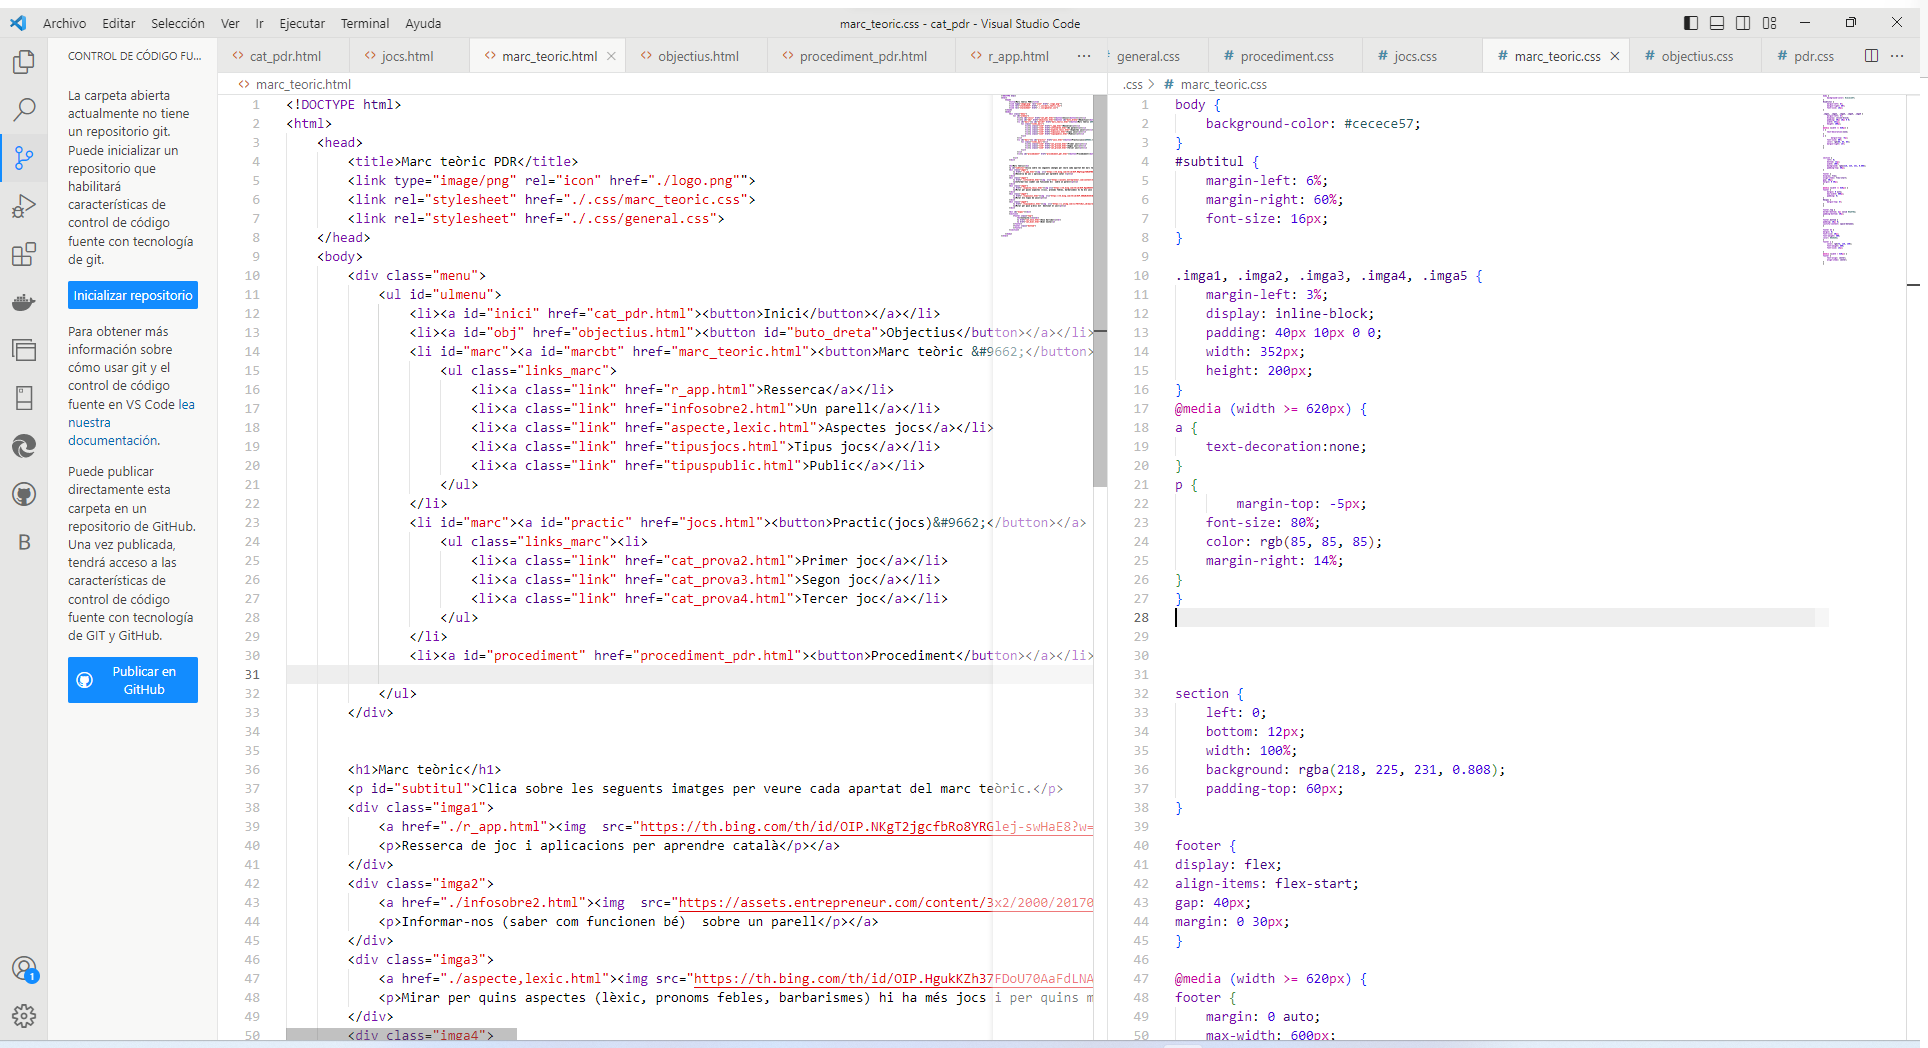 Archivo Editar Selección Ver Ir Ejecutar Terminal Ayuda
marc_teoric.css - cat_pdr - Visual Studio Code
CONTROL DE CÓDIGO FU...
La carpeta abierta
actualmente no tiene
un repositorio git.
Puede inicializar un
repositorio que
habilitará
características de
control de código
fuente con tecnología
de git.
Inicializar repositorio
Para obtener más
información sobre
cómo usar git y el
control de código
fuente en VS Code lea
nuestra
documentación.
Puede publicar
directamente esta
carpeta en un
repositorio de GitHub.
Una vez publicada,
tendrá acceso a las
características de
control de código
fuente con tecnología
de GIT y GitHub.
Publicar en
GitHub
B
1
<> cat_pdr.html <> jocs.html <> marc_teoric.html <> objectius.html <> procediment_pdr.html <> r_app.html ···
<> marc_teoric.html
1 <!DOCTYPE html>
2 <html>
3 <head>
4 <title>Marc teòric PDR</title>
5 <link type="image/png" rel="icon" href="./logo.png"">
6 <link rel="stylesheet" href="./.css/marc_teoric.css">
7 <link rel="stylesheet" href="./.css/general.css">
8 </head>
9 <body>
10 <div class="menu">
11 <ul id="ulmenu">
12 <li><a id="inici" href="cat_pdr.html"><button>Inici</button></a></li>
13 <li><a id="obj" href="objectius.html"><button id="buto_dreta">Objectius</button></a></li>
14 <li id="marc"><a id="marcbt" href="marc_teoric.html"><button>Marc teòric &#9662;</button>
15 <ul class="links_marc">
16 <li><a class="link" href="r_app.html">Resserca</a></li>
17 <li><a class="link" href="infosobre2.html">Un parell</a></li>
18 <li><a class="link" href="aspecte,lexic.html">Aspectes jocs</a></li>
19 <li><a class="link" href="tipusjocs.html">Tipus jocs</a></li>
20 <li><a class="link" href="tipuspublic.html">Public</a></li>
21 </ul>
22 </li>
23 <li id="marc"><a id="practic" href="jocs.html"><button>Practic(jocs)&#9662;</button></a>
24 <ul class="links_marc"><li>
25 <li><a class="link" href="cat_prova2.html">Primer joc</a></li>
26 <li><a class="link" href="cat_prova3.html">Segon joc</a></li>
27 <li><a class="link" href="cat_prova4.html">Tercer joc</a></li>
28 </ul>
29 </li>
30 <li><a id="procediment" href="procediment_pdr.html"><button>Procediment</button></a></li>
31
32 </ul>
33 </div>
34
35
36 <h1>Marc teòric</h1>
37 <p id="subtitul">Clica sobre les seguents imatges per veure cada apartat del marc teòric.</p>
38 <div class="imga1">
39 <a href="./r_app.html"><img  src="https://th.bing.com/th/id/OIP.NKgT2jgcfbRo8YRGlej-swHaE8?w=
40 <p>Resserca de joc i aplicacions per aprendre català</p></a>
41 </div>
42 <div class="imga2">
43 <a href="./infosobre2.html"><img  src="https://assets.entrepreneur.com/content/3x2/2000/20170
44 <p>Informar-nos (saber com funcionen bé)  sobre un parell</p></a>
45 </div>
46 <div class="imga3">
47 <a href="./aspecte,lexic.html"><img src="https://th.bing.com/th/id/OIP.HgukKZh37FDoU70AaFdLNA
48 <p>Mirar per quins aspectes (lèxic, pronoms febles, barbarismes) hi ha més jocs i per quins m
49 </div>
50 <div class="imga4">
# general.css # procediment.css # jocs.css # marc_teoric.css # objectius.css # pdr.css ···
.css > # marc_teoric.css
1 body {
2 background-color: #cecece57;
3 }
4 #subtitul {
5 margin-left: 6%;
6 margin-right: 60%;
7 font-size: 16px;
8 }
9
10 .imga1, .imga2, .imga3, .imga4, .imga5 {
11 margin-left: 3%;
12 display: inline-block;
13 padding: 40px 10px 0 0;
14 width: 352px;
15 height: 200px;
16 }
17 @media (width >= 620px) {
18 a {
19 text-decoration:none;
20 }
21 p {
22 margin-top: -5px;
23 font-size: 80%;
24 color: rgb(85, 85, 85);
25 margin-right: 14%;
26 }
27 }
28
29
30
31
32 section {
33 left: 0;
34 bottom: 12px;
35 width: 100%;
36 background: rgba(218, 225, 231, 0.808);
37 padding-top: 60px;
38 }
39
40 footer {
41 display: flex;
42 align-items: flex-start;
43 gap: 40px;
44 margin: 0 30px;
45 }
46
47 @media (width >= 620px) {
48 footer {
49 margin: 0 auto;
50 max-width: 600px;